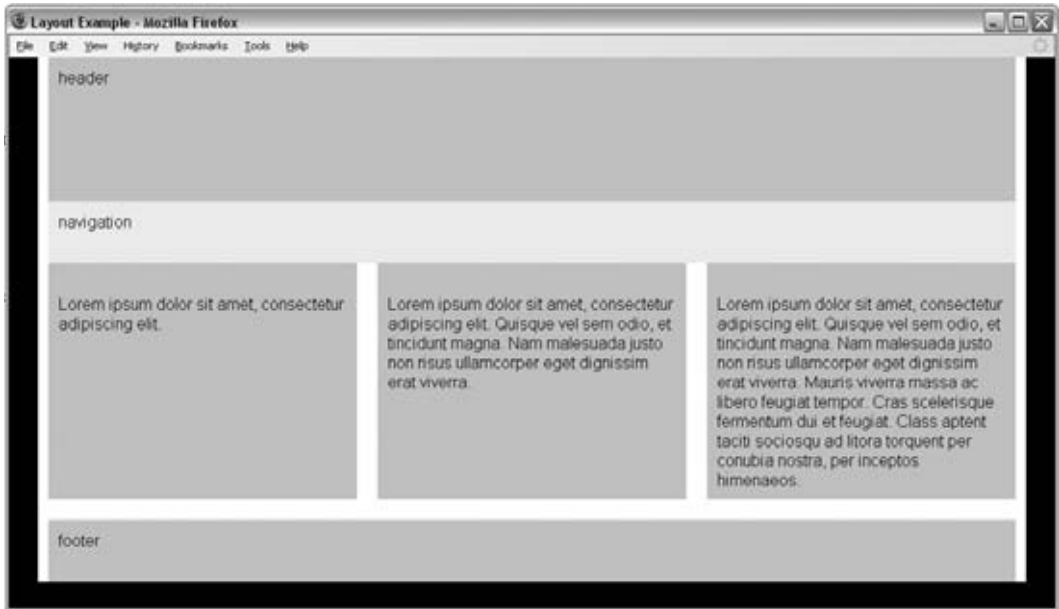 Layout Example - Mozilla Firefox
File Edit View History Bookmarks Tools Help
header
navigation
Lorem ipsum dolor sit amet, consectetur
adipiscing elit.
Lorem ipsum dolor sit amet, consectetur
adipiscing elit. Quisque vel sem odio, et
tincidunt magna. Nam malesuada justo
non risus ullamcorper eget dignissim
erat viverra.
Lorem ipsum dolor sit amet, consectetur
adipiscing elit. Quisque vel sem odio, et
tincidunt magna. Nam malesuada justo
non risus ullamcorper eget dignissim
erat viverra. Mauris viverra massa ac
libero feugiat tempor. Cras scelerisque
fermentum dui et feugiat. Class aptent
taciti sociosqu ad litora torquent per
conubia nostra, per inceptos
himenaeos.
footer